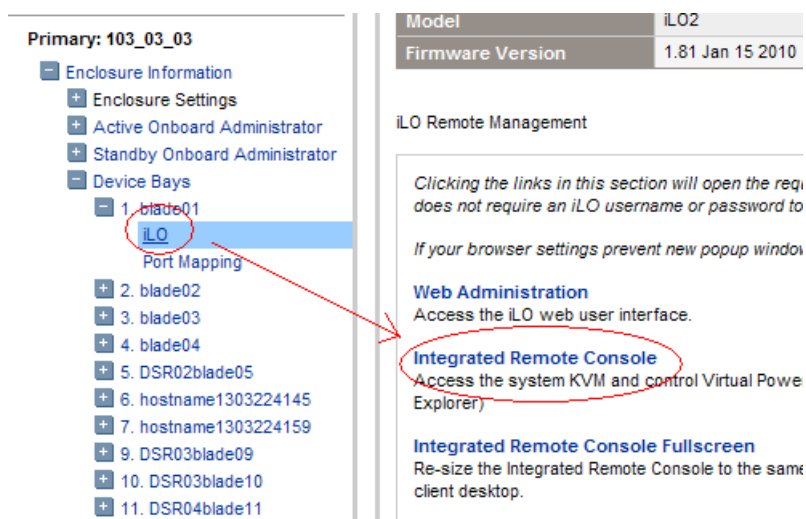 Primary: 103_03_03
Enclosure Information
Enclosure Settings
Active Onboard Administrator
Standby Onboard Administrator
Device Bays
1. blade01
iLO
Port Mapping
2. blade02
3. blade03
4. blade04
5. DSR02blade05
6. hostname1303224145
7. hostname1303224159
9. DSR03blade09
10. DSR03blade10
11. DSR04blade11
Model iLO2
Firmware Version 1.81 Jan 15 2010
iLO Remote Management
Clicking the links in this section will open the requ
does not require an iLO username or password to
If your browser settings prevent new popup window
Web Administration
Access the iLO web user interface.
Integrated Remote Console
Access the system KVM and control Virtual Power
Explorer)
Integrated Remote Console Fullscreen
Re-size the Integrated Remote Console to the same
client desktop.